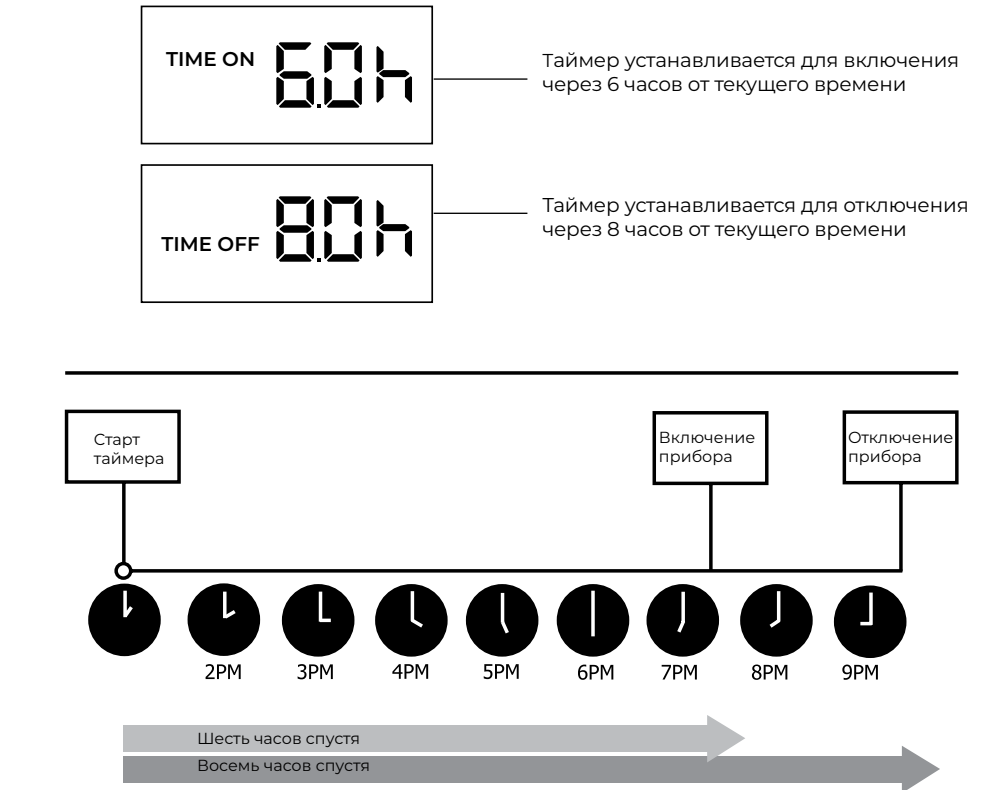 TIME ON 6.0h
Таймер устанавливается для включения
через 6 часов от текущего времени
TIME OFF 8.0h
Таймер устанавливается для отключения
через 8 часов от текущего времени
Старт
таймера
Включение
прибора
Отключение
прибора
2PM 3PM 4PM 5PM 6PM 7PM 8PM 9PM
Шесть часов спустя
Восемь часов спустя